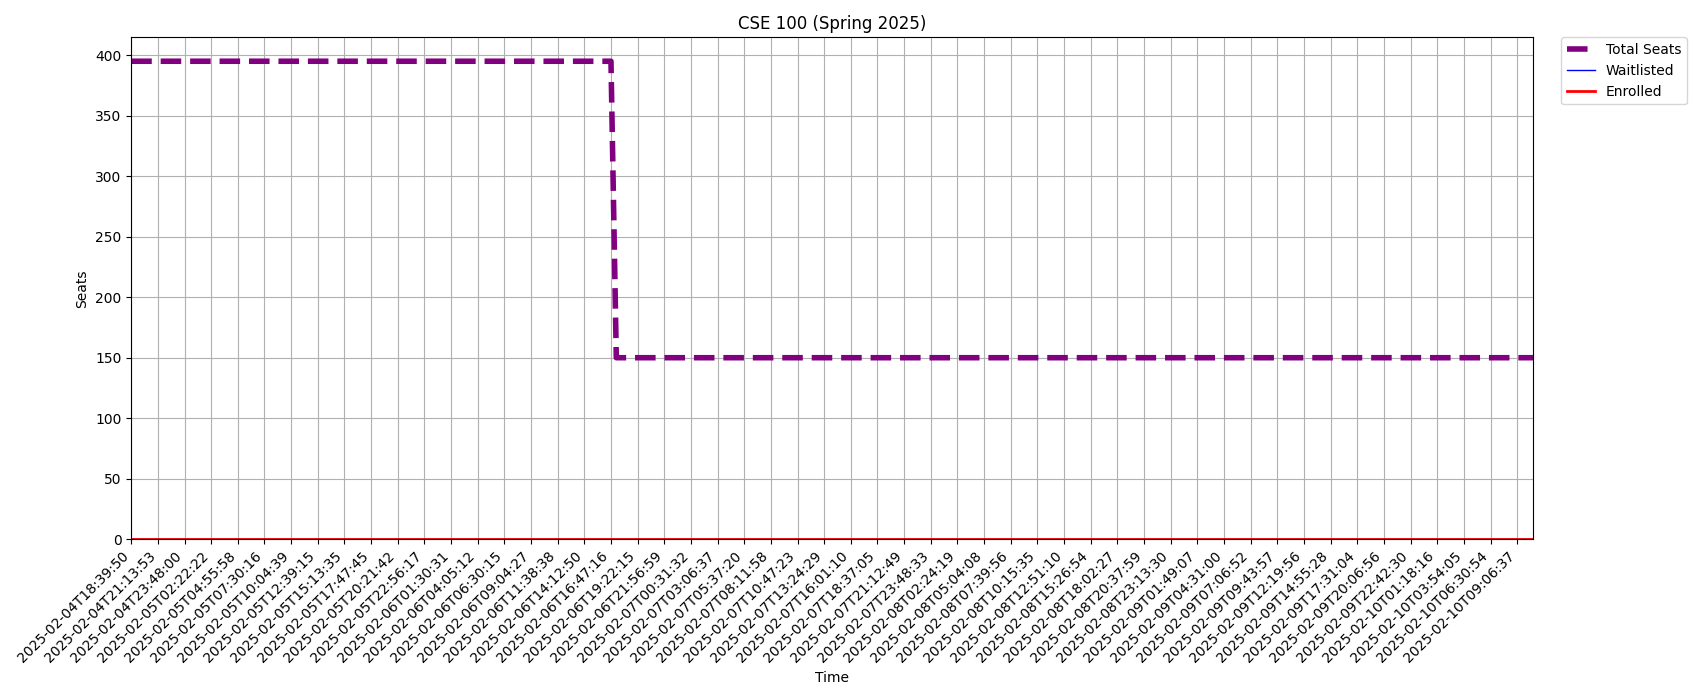 CSE 100 (Spring 2025)
Total Seats
Waitlisted
Enrolled
Seats
400
350
300
250
200
150
100
50
0
2025-02-04T18:39:50
2025-02-04T21:13:53
2025-02-04T23:48:00
2025-02-05T02:22:22
2025-02-05T04:55:58
2025-02-05T07:30:16
2025-02-05T10:04:39
2025-02-05T12:39:15
2025-02-05T15:13:35
2025-02-05T17:47:45
2025-02-05T20:21:42
2025-02-05T22:56:17
2025-02-06T01:30:31
2025-02-06T04:05:12
2025-02-06T06:30:15
2025-02-06T09:04:27
2025-02-06T11:38:38
2025-02-06T14:12:50
2025-02-06T16:47:16
2025-02-06T19:22:15
2025-02-06T21:56:59
2025-02-07T00:31:32
2025-02-07T03:06:37
2025-02-07T05:37:20
2025-02-07T08:11:58
2025-02-07T10:47:23
2025-02-07T13:24:29
2025-02-07T16:01:10
2025-02-07T18:37:05
2025-02-07T21:12:49
2025-02-07T23:48:33
2025-02-08T02:24:19
2025-02-08T05:04:08
2025-02-08T07:39:56
2025-02-08T10:15:35
2025-02-08T12:51:10
2025-02-08T15:26:54
2025-02-08T18:02:27
2025-02-08T20:37:59
2025-02-08T23:13:30
2025-02-09T01:49:07
2025-02-09T04:31:00
2025-02-09T07:06:52
2025-02-09T09:43:57
2025-02-09T12:19:56
2025-02-09T14:55:28
2025-02-09T17:31:04
2025-02-09T20:06:56
2025-02-09T22:42:30
2025-02-10T01:18:16
2025-02-10T03:54:05
2025-02-10T06:30:54
2025-02-10T09:06:37
Time